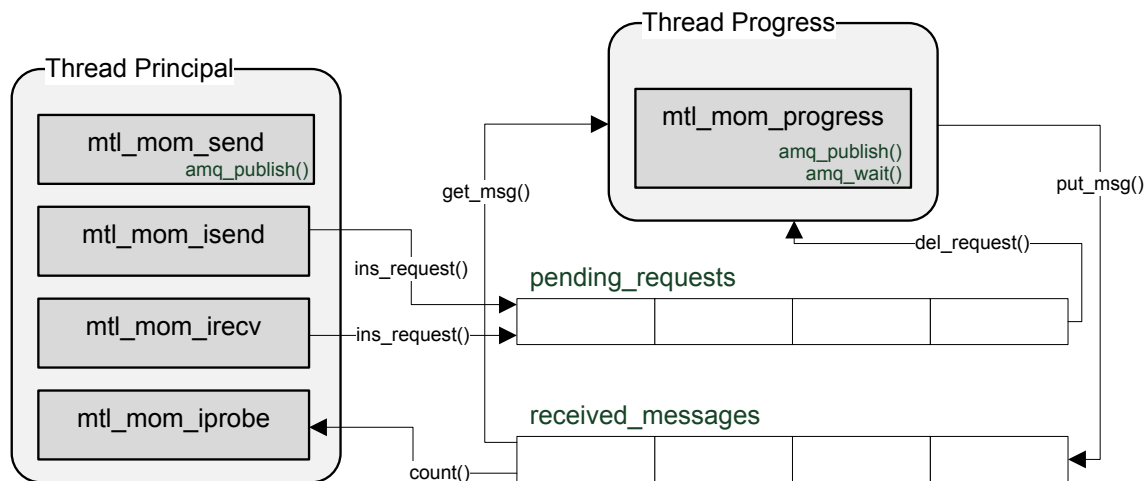 Thread Progress
Thread Principal
mtl_mom_send
amq_publish()
mtl_mom_progress
amq_publish()
amq_wait()
get_msg()
put_msg()
mtl_mom_isend
del_request()
ins_request()
pending_requests
mtl_mom_irecv
ins_request()
mtl_mom_iprobe
received_messages
count()